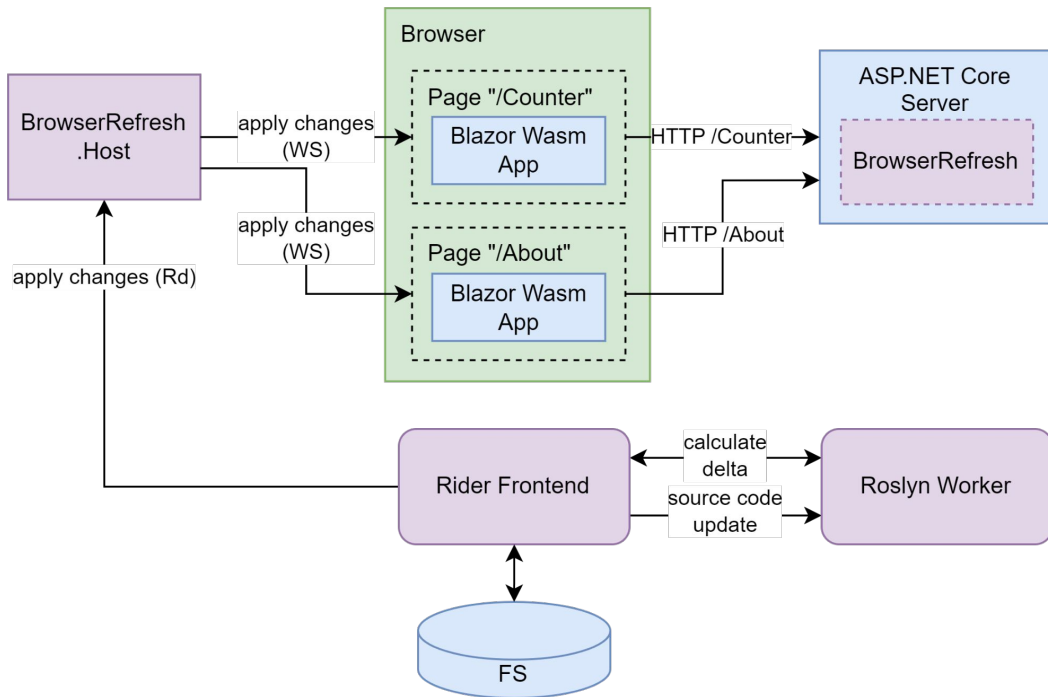 Browser
BrowserRefresh
.Host
apply changes
(WS)
apply changes
(WS)
Page "/Counter"
Blazor Wasm
App
Page "/About"
Blazor Wasm
App
HTTP /Counter
HTTP /About
ASP.NET Core
Server
BrowserRefresh
apply changes (Rd)
Rider Frontend
calculate
delta
source code
update
Roslyn Worker
FS